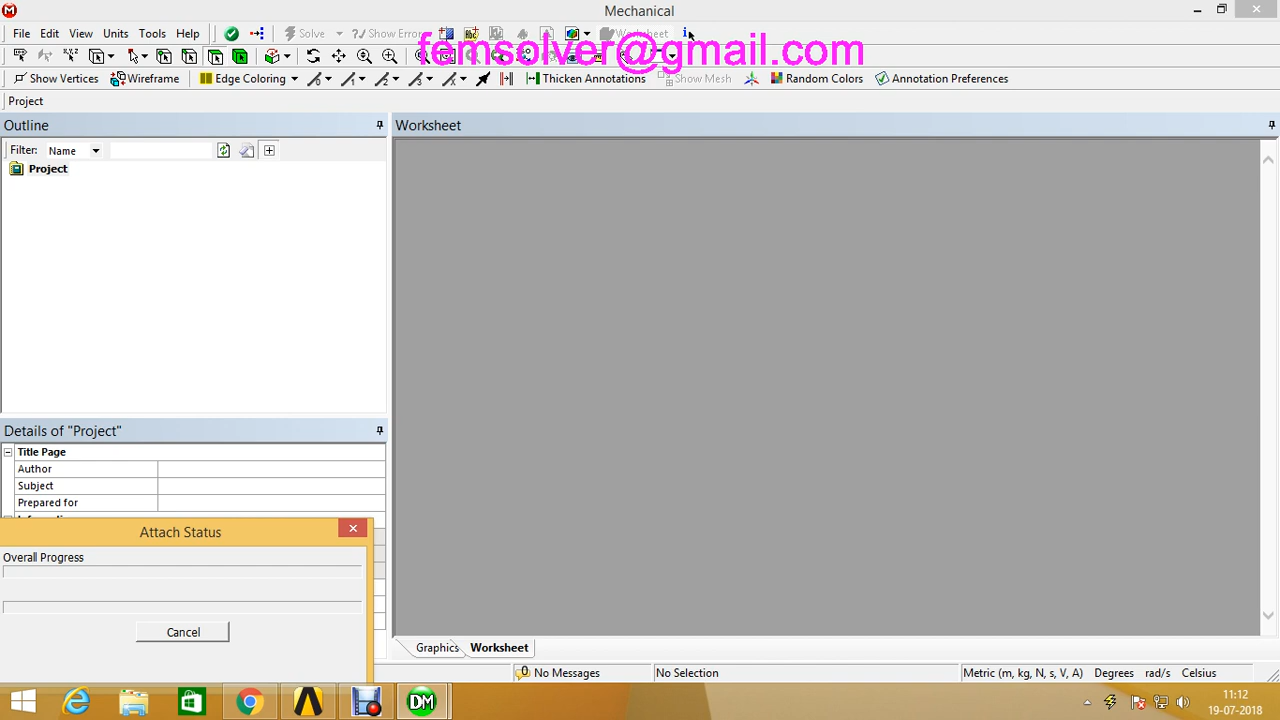 Mechanical
File Edit View Units Tools Help Solve Show Errors Worksheet i
femsolver@gmail.com
Show Vertices Wireframe Edge Coloring Thicken Annotations Show Mesh Random Colors Annotation Preferences
Project
Outline
Filter: Name
Project
Worksheet
Details of "Project"
Title Page
Author
Subject
Prepared for
Attach Status
Overall Progress
Cancel
Graphics Worksheet
0 No Messages No Selection Metric (m, kg, N, s, V, A) Degrees rad/s Celsius
DM
11:12
19-07-2018